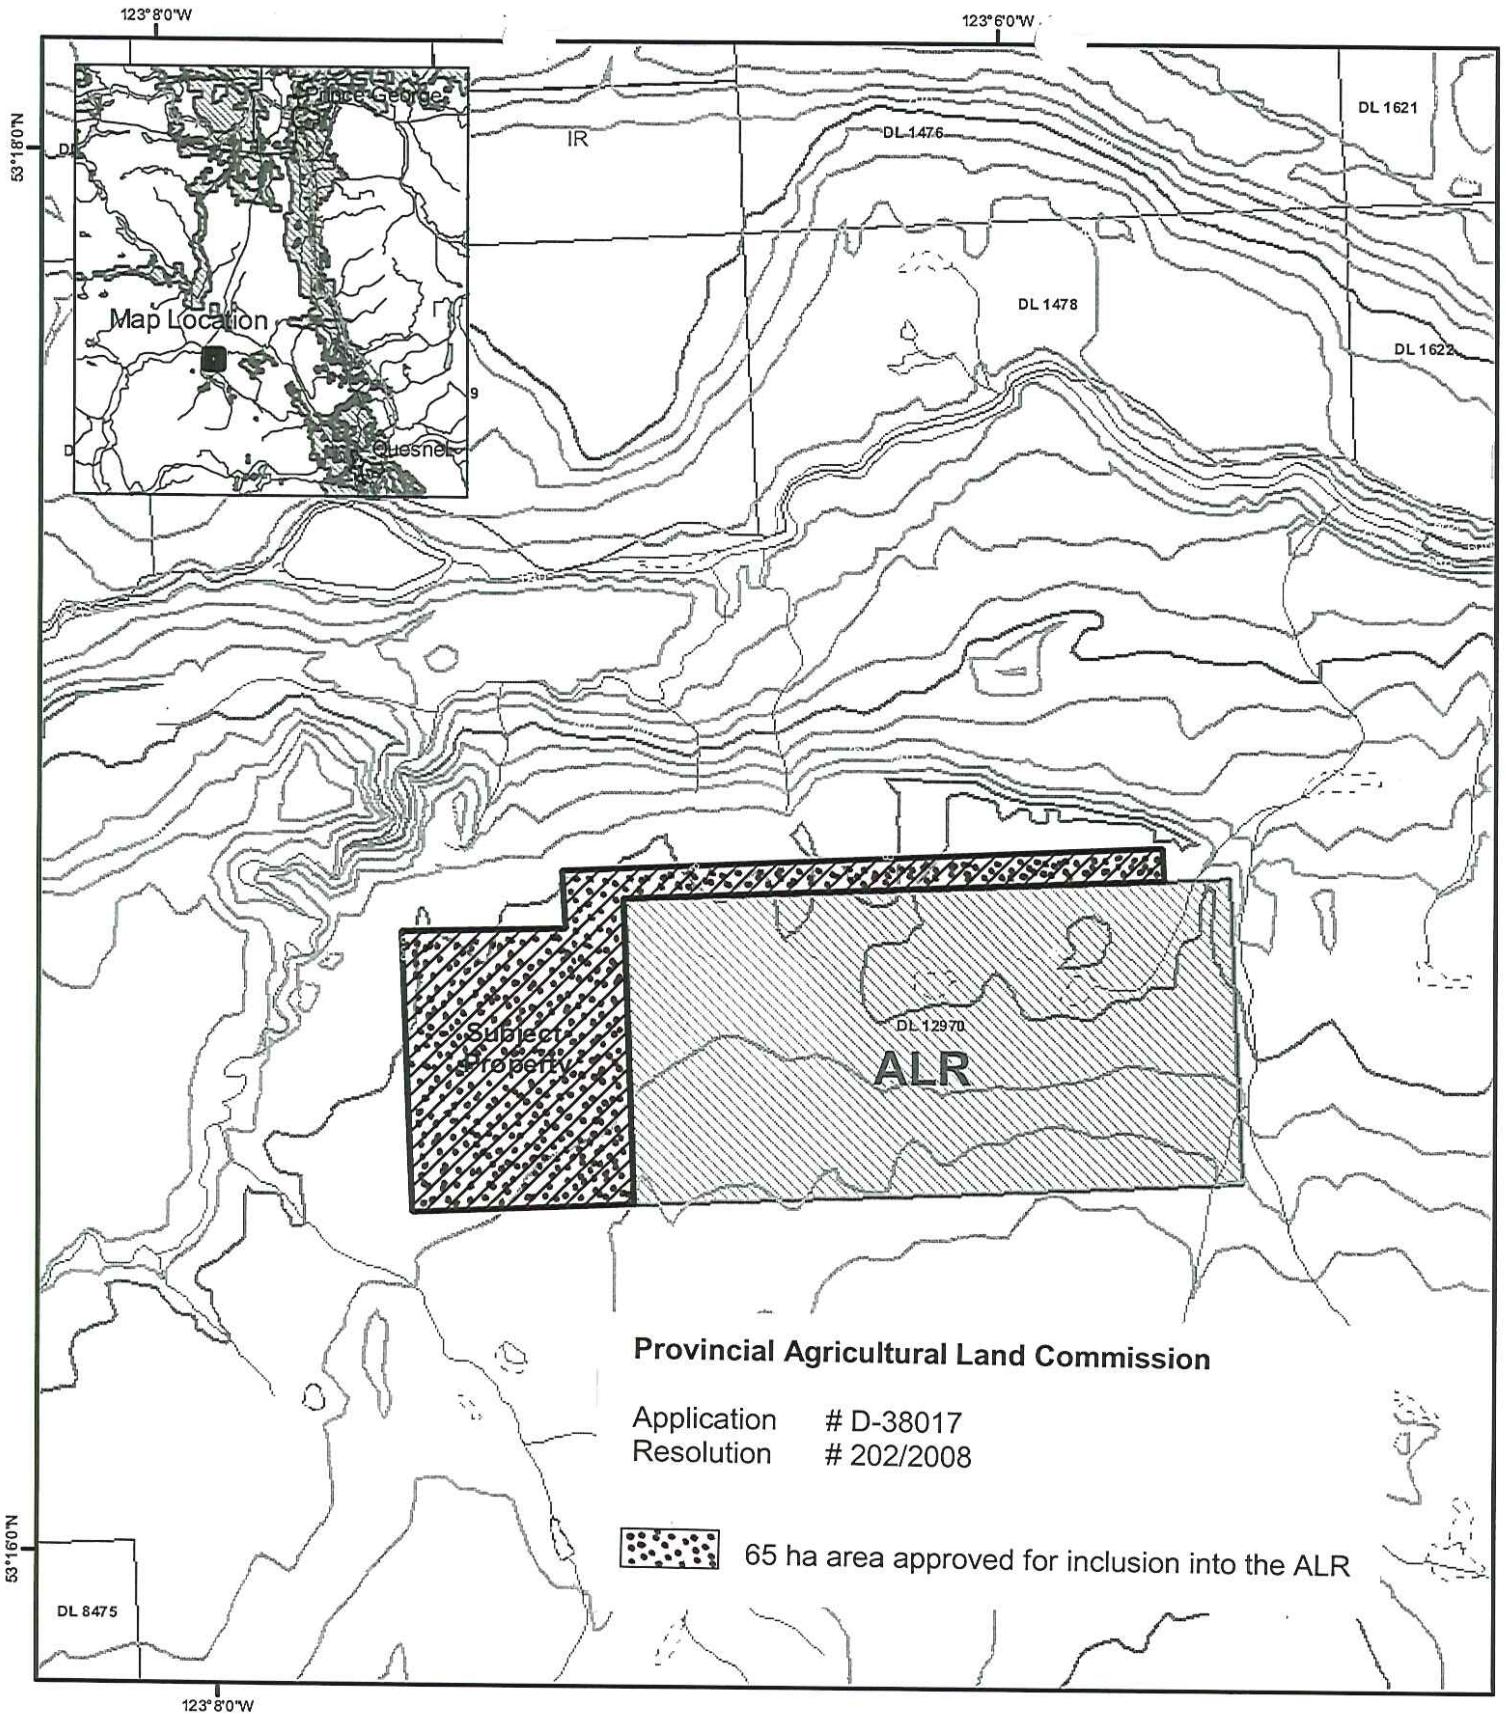 123°8'0"W
123°6'0"W
53°18'0"N
Prince George
Map Location
Quesnel
IR
DL 1476
DL 1621
DL 1478
DL 1622
9
D
Subject
Property
DL 12970
ALR
Provincial Agricultural Land Commission
Application # D-38017
Resolution # 202/2008
65 ha area approved for inclusion into the ALR
53°16'0"N
DL 8475
123°8'0"W